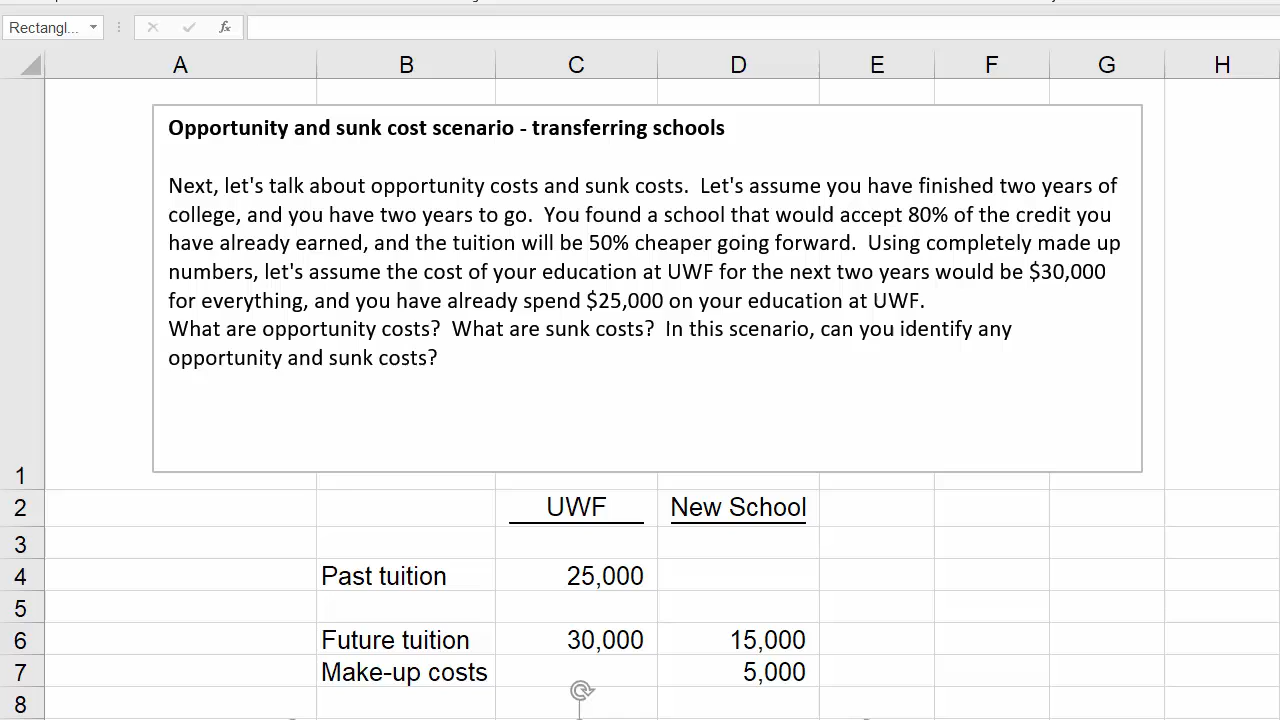 Rectangl...
fx
A B C D E F G H
Opportunity and sunk cost scenario - transferring schools
Next, let's talk about opportunity costs and sunk costs.  Let's assume you have finished two years of
college, and you have two years to go.  You found a school that would accept 80% of the credit you
have already earned, and the tuition will be 50% cheaper going forward.  Using completely made up
numbers, let's assume the cost of your education at UWF for the next two years would be $30,000
for everything, and you have already spend $25,000 on your education at UWF.
What are opportunity costs?  What are sunk costs?  In this scenario, can you identify any
opportunity and sunk costs?
1
2 UWF New School
3
4 Past tuition 25,000
5
6 Future tuition 30,000 15,000
7 Make-up costs 5,000
8